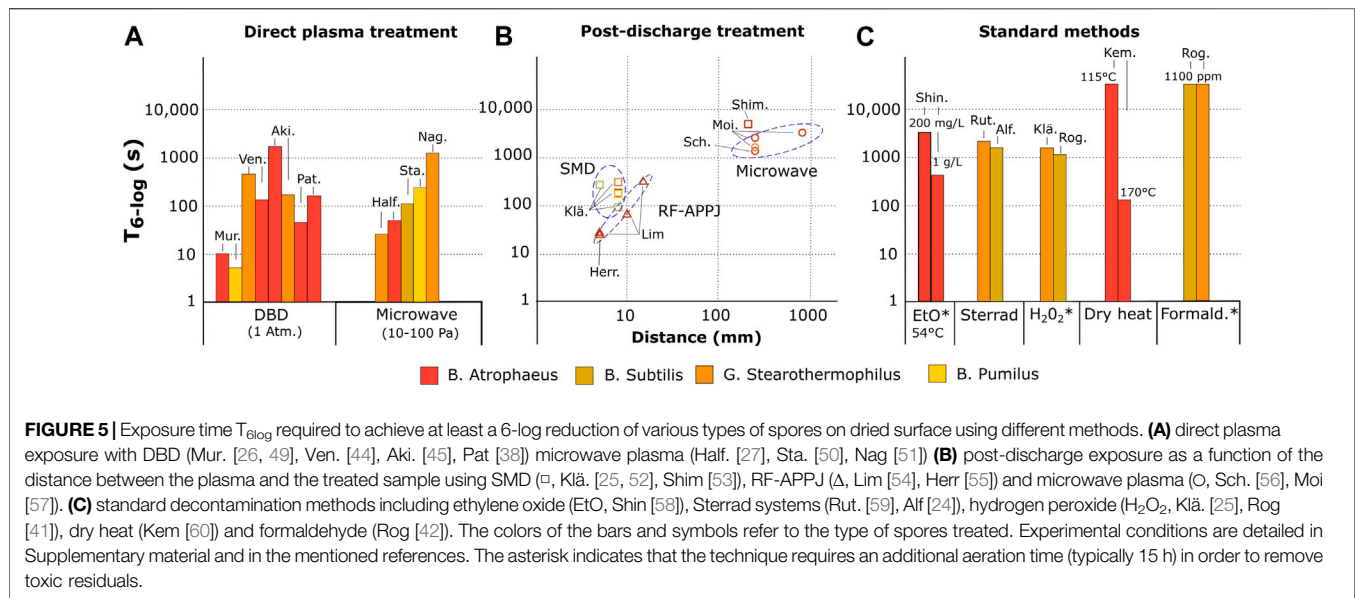 A Direct plasma treatment
B Post-discharge treatment
C Standard methods
T6-log (s)
10,000
1000
100
10
1
Mur.
Ven.
Aki.
Pat.
Half.
Sta.
Nag.
DBD
(1 Atm.)
Microwave
(10-100 Pa)
10,000
1000
100
10
1
Shim.
Moi.
Sch.
Microwave
SMD
Klä.
RF-APPJ
Lim
Herr.
10
100
1000
Distance (mm)
10,000
1000
100
10
1
Shin.
200 mg/L
1 g/L
Rut.
Alf.
Klä.
Rog.
Kem.
115ºC
170ºC
Rog.
1100 ppm
EtO*
54ºC
Sterrad
H2O2*
Dry heat
Formald.*
B. Atrophaeus
B. Subtilis
G. Stearothermophilus
B. Pumilus
FIGURE 5 | Exposure time T6log required to achieve at least a 6-log reduction of various types of spores on dried surface using different methods. (A) direct plasma
exposure with DBD (Mur. [26, 49], Ven. [44], Aki. [45], Pat [38]) microwave plasma (Half. [27], Sta. [50], Nag [51]) (B) post-discharge exposure as a function of the
distance between the plasma and the treated sample using SMD (□, Klä. [25, 52], Shim [53]), RF-APPJ (Δ, Lim [54], Herr [55]) and microwave plasma (O, Sch. [56], Moi
[57]). (C) standard decontamination methods including ethylene oxide (EtO, Shin [58]), Sterrad systems (Rut. [59], Alf [24]), hydrogen peroxide (H2O2, Klä. [25], Rog
[41]), dry heat (Kem [60]) and formaldehyde (Rog [42]). The colors of the bars and symbols refer to the type of spores treated. Experimental conditions are detailed in
Supplementary material and in the mentioned references. The asterisk indicates that the technique requires an additional aeration time (typically 15 h) in order to remove
toxic residuals.